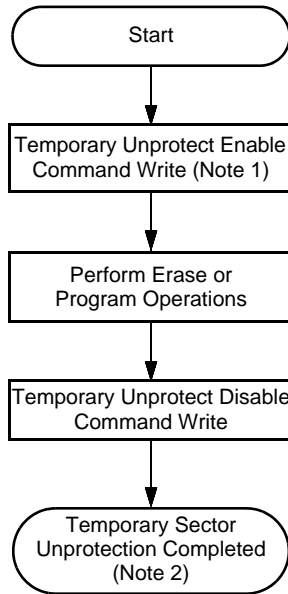 Start
Temporary Unprotect Enable
Command Write (Note 1)
Perform Erase or
Program Operations
Temporary Unprotect Disable
Command Write
Temporary Sector
Unprotection Completed
(Note 2)